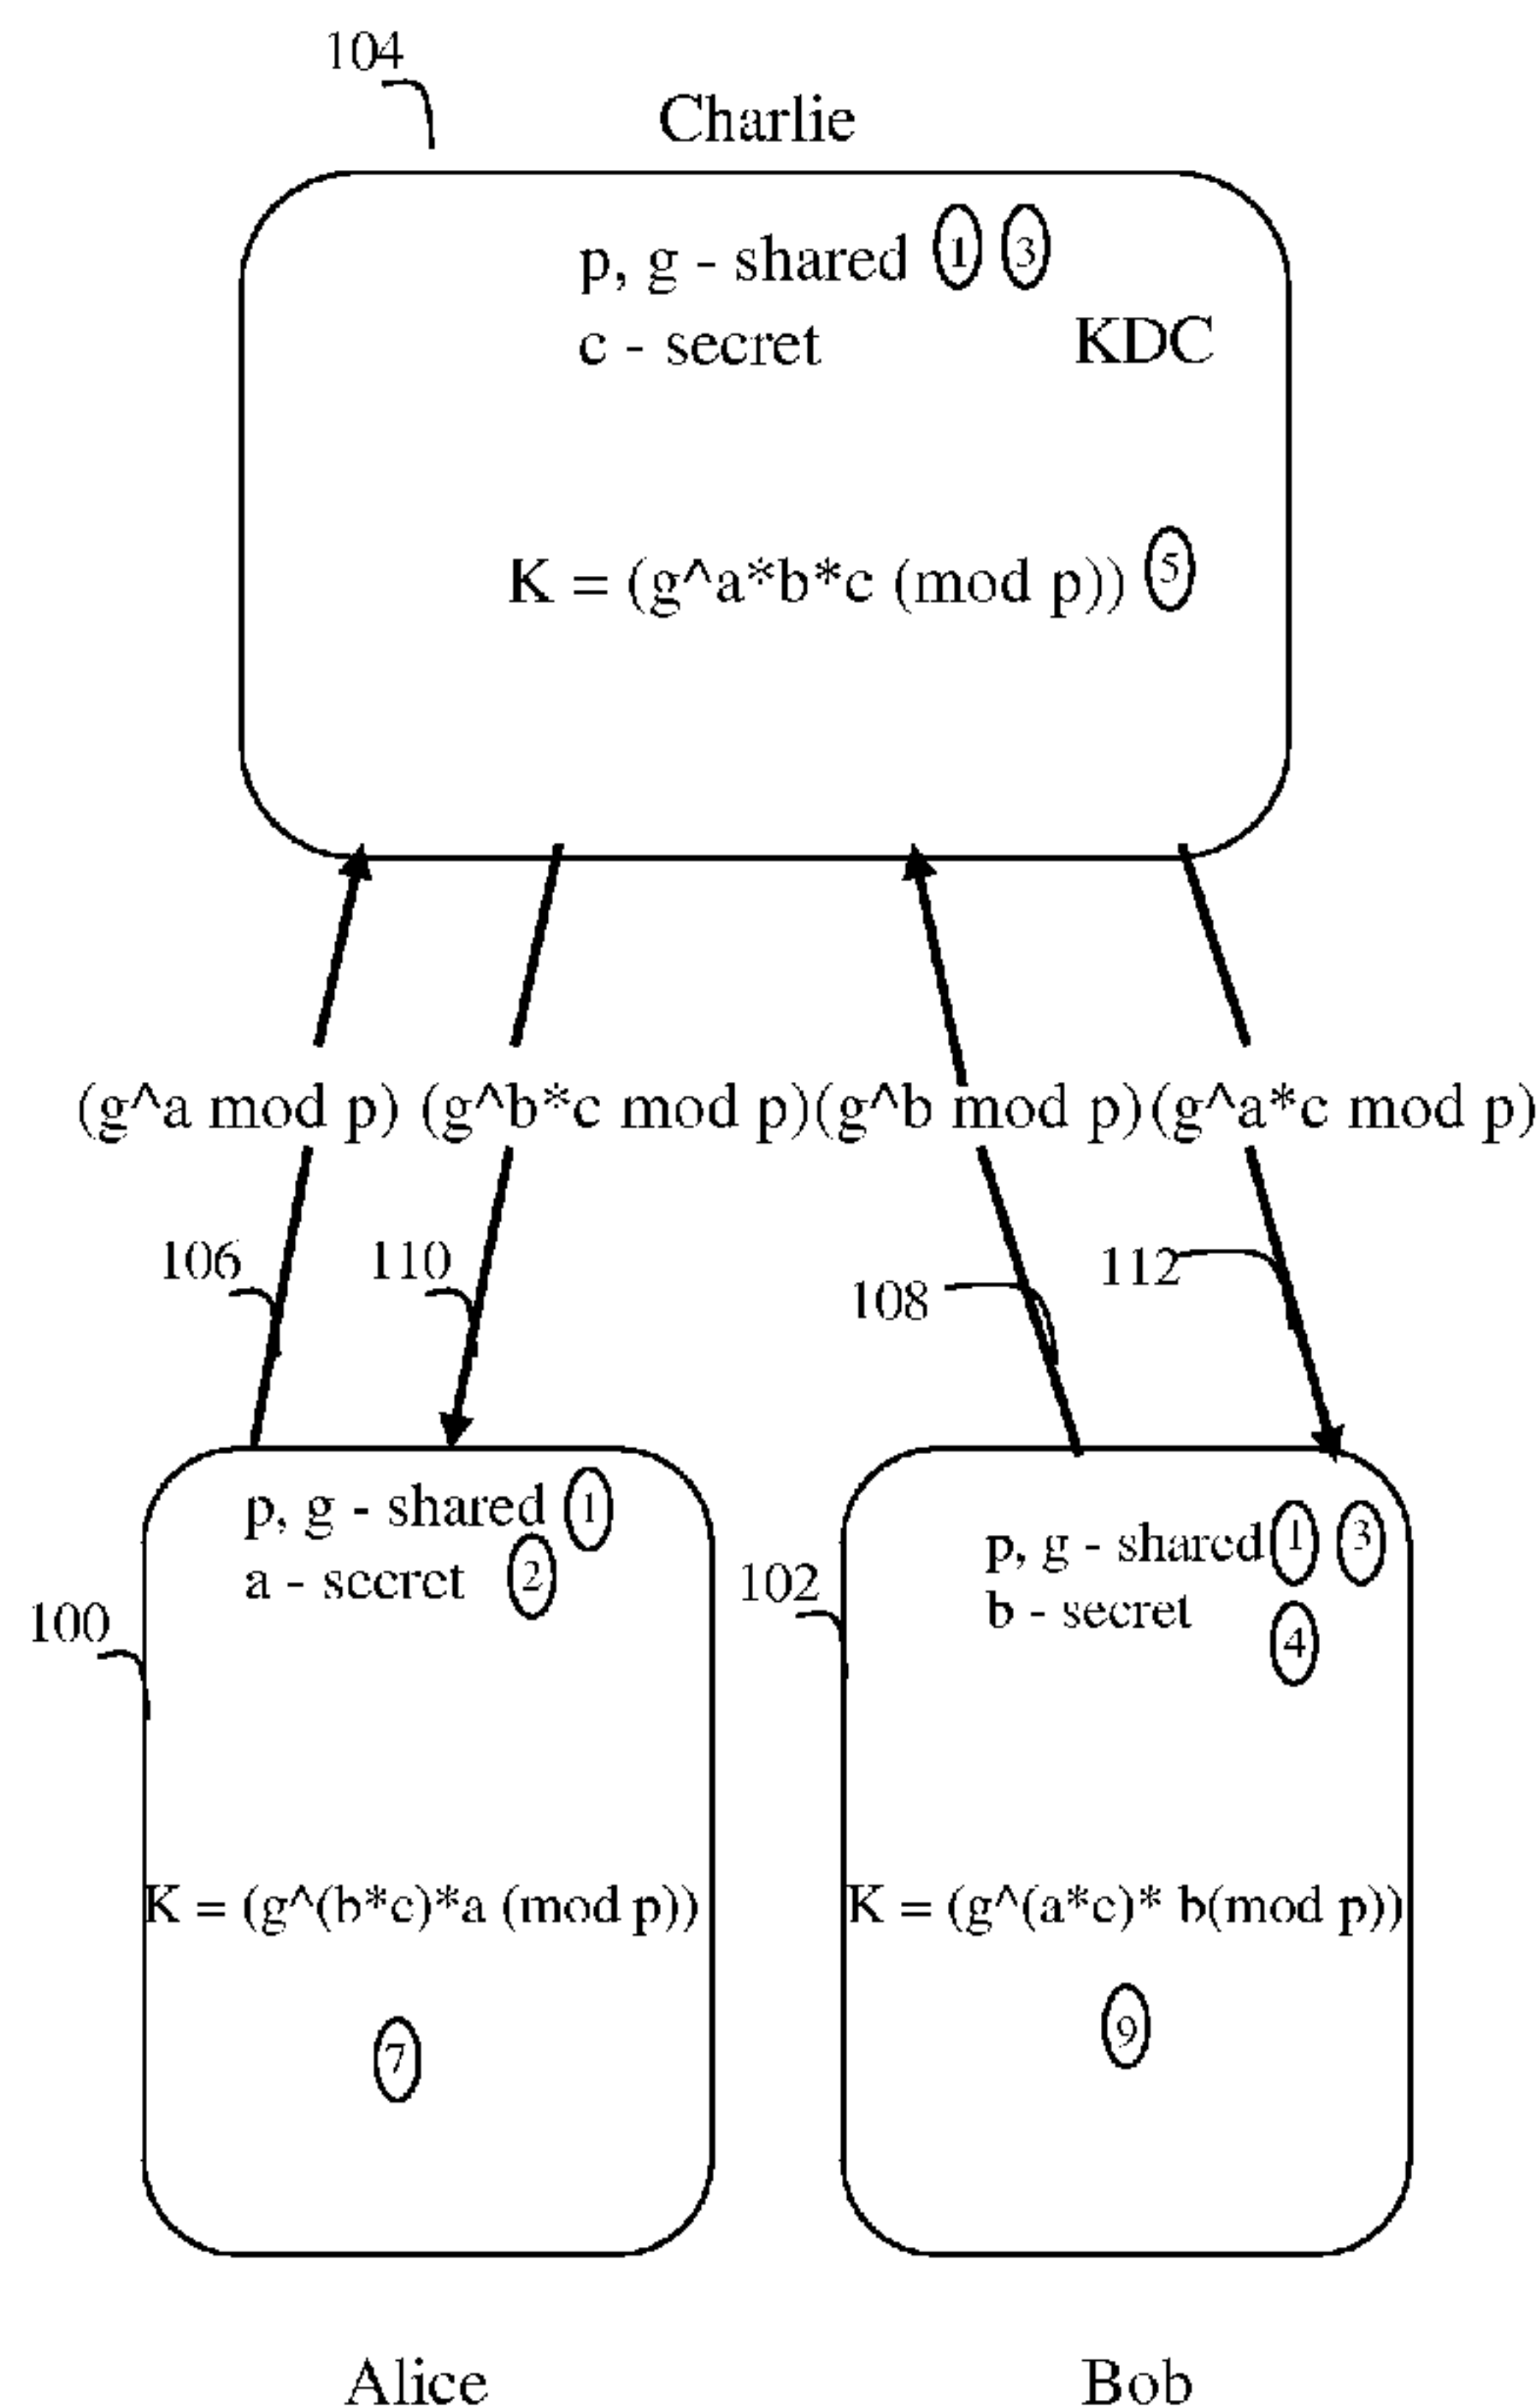 104
Charlie
p, g - shared 1 3
c - secret
KDC
K = (g^a*b*c (mod p)) 5
(g^a mod p) (g^b*c mod p)(g^b mod p)(g^a*c mod p)
106
110
108
112
p, g - shared 1
a - secret 2
100
p, g - shared 1 3
b - secret
4
102
K = (g^(b*c)*a (mod p))
7
K = (g^(a*c)* b(mod p))
9
Alice
Bob